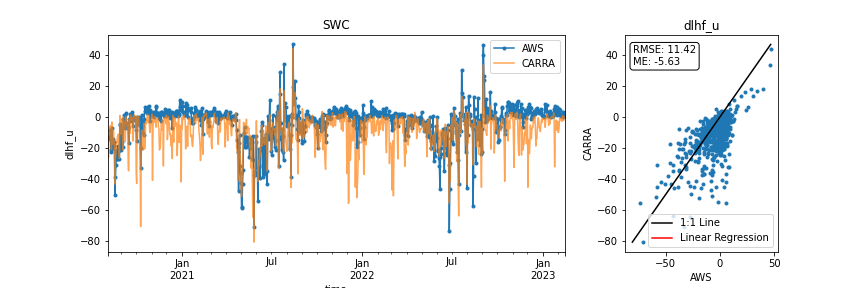 SWC
dlhf_u
40
20
0
−20
−40
−60
−80
dlhf_u
AWS
CARRA
Jan
2021
Jul
Jan
2022
Jul
Jan
2023
time
dlhf_u
RMSE: 11.42
ME: -5.63
40
20
0
−20
−40
−60
−80
CARRA
1:1 Line
Linear Regression
−50
0
50
AWS